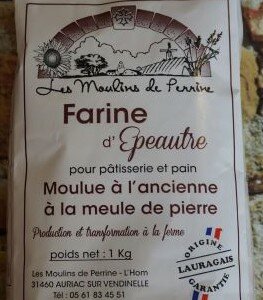 Les Moulins de Perrine
Farine
d'Epeautre
pour pâtisserie et pain
Moulue à l'ancienne
à la meule de pierre
Production et transformation à la ferme
poids net : 1 Kg
Les Moulins de Perrine - L'Hom
31460 AURIAC SUR VENDINELLE
Tél : 05 61 83 45 51
ORIGINE
LAURAGAIS
GARANTIE